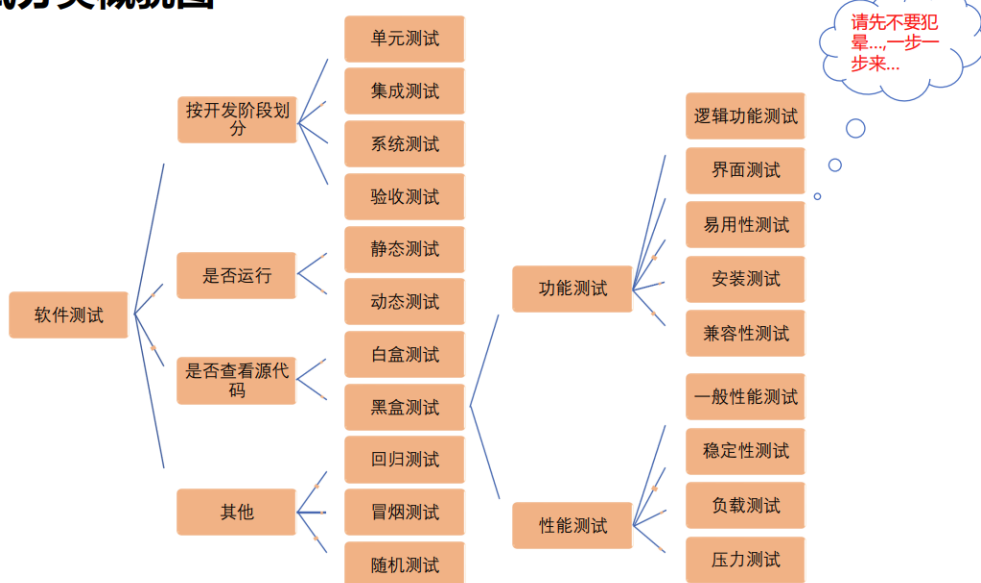 试分类概貌图
请先不要犯
晕...,一步一
步来...
软件测试
按开发阶段划
分
是否运行
是否查看源代
码
其他
单元测试
集成测试
系统测试
验收测试
静态测试
动态测试
白盒测试
黑盒测试
回归测试
冒烟测试
随机测试
功能测试
性能测试
逻辑功能测试
界面测试
易用性测试
安装测试
兼容性测试
一般性能测试
稳定性测试
负载测试
压力测试